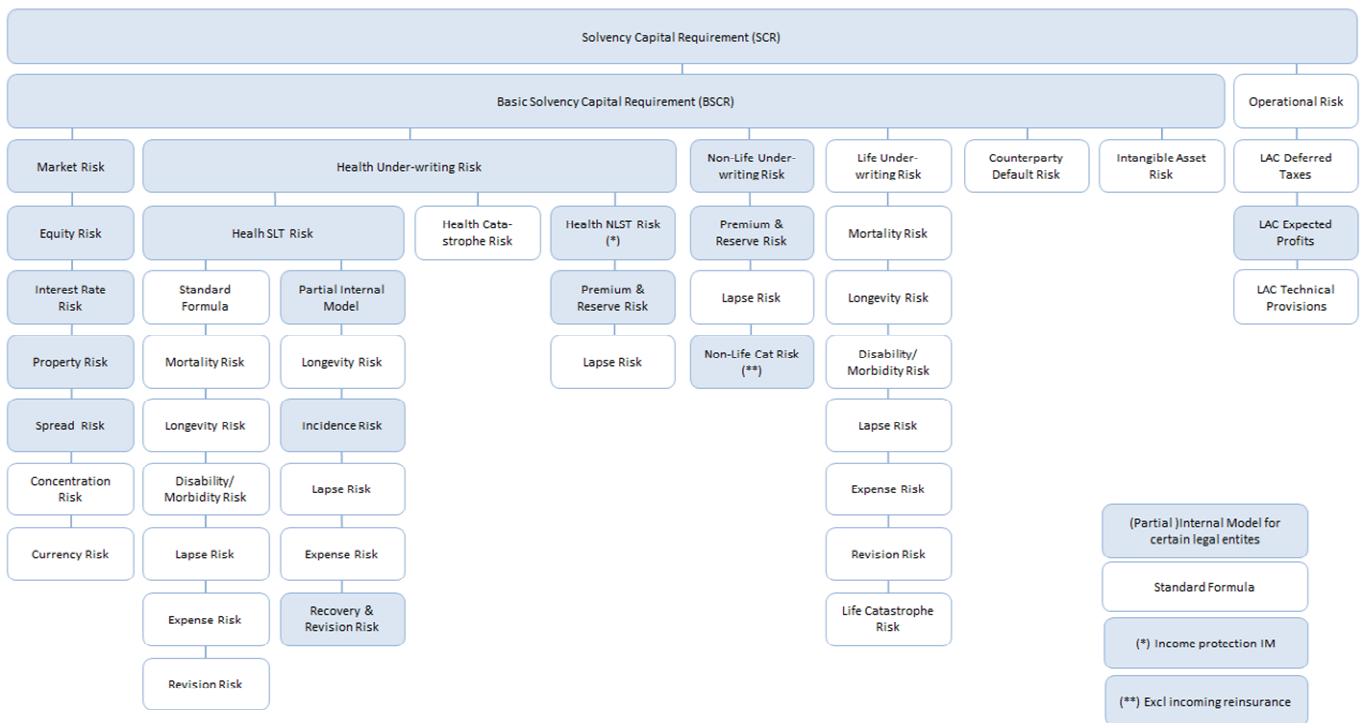 Solvency Capital Requirement (SCR)
Basic Solvency Capital Requirement (BSCR)
Operational Risk
Market Risk
Health Under-writing Risk
Non-Life Under-
writing Risk
Life Under-
writing Risk
Counterparty
Default Risk
Intangible Asset
Risk
LAC Deferred
Taxes
Equity Risk
Healh SLT Risk
Health Cata-
strophe Risk
Health NLST Risk
(*)
Premium &
Reserve Risk
Mortality Risk
LAC Expected
Profits
Interest Rate
Risk
Standard
Formula
Partial Internal
Model
Premium &
Reserve Risk
Lapse Risk
Longevity Risk
LAC Technical
Provisions
Property Risk
Mortality Risk
Longevity Risk
Lapse Risk
Non-Life Cat Risk
(**)
Disability/
Morbidity Risk
Spread Risk
Longevity Risk
Incidence Risk
Lapse Risk
Concentration
Risk
Disability/
Morbidity Risk
Lapse Risk
Expense Risk
Currency Risk
Lapse Risk
Expense Risk
Revision Risk
Expense Risk
Recovery &
Revision Risk
Life Catastrophe
Risk
Revision Risk
(Partial )Internal Model for
certain legal entites
Standard Formula
(*) Income protection IM
(**) Excl incoming reinsurance